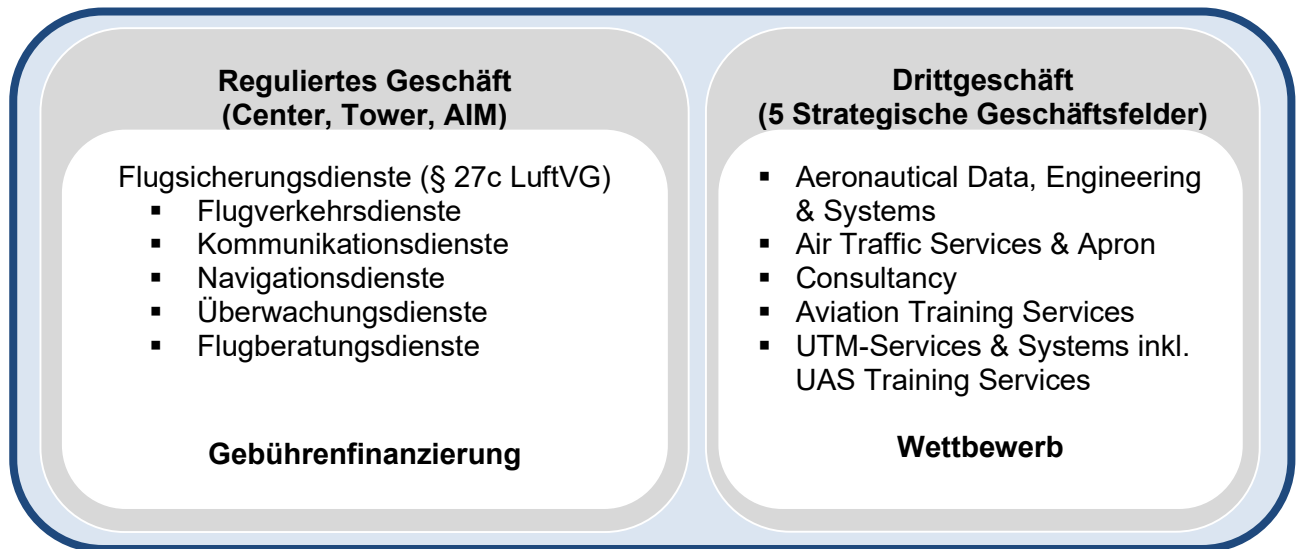 Reguliertes Geschäft
(Center, Tower, AIM)
Flugsicherungsdienste (§ 27c LuftVG)
▪ Flugverkehrsdienste
▪ Kommunikationsdienste
▪ Navigationsdienste
▪ Überwachungsdienste
▪ Flugberatungsdienste
Gebührenfinanzierung
Drittgeschäft
(5 Strategische Geschäftsfelder)
▪ Aeronautical Data, Engineering
& Systems
▪ Air Traffic Services & Apron
▪ Consultancy
▪ Aviation Training Services
▪ UTM-Services & Systems inkl.
UAS Training Services
Wettbewerb